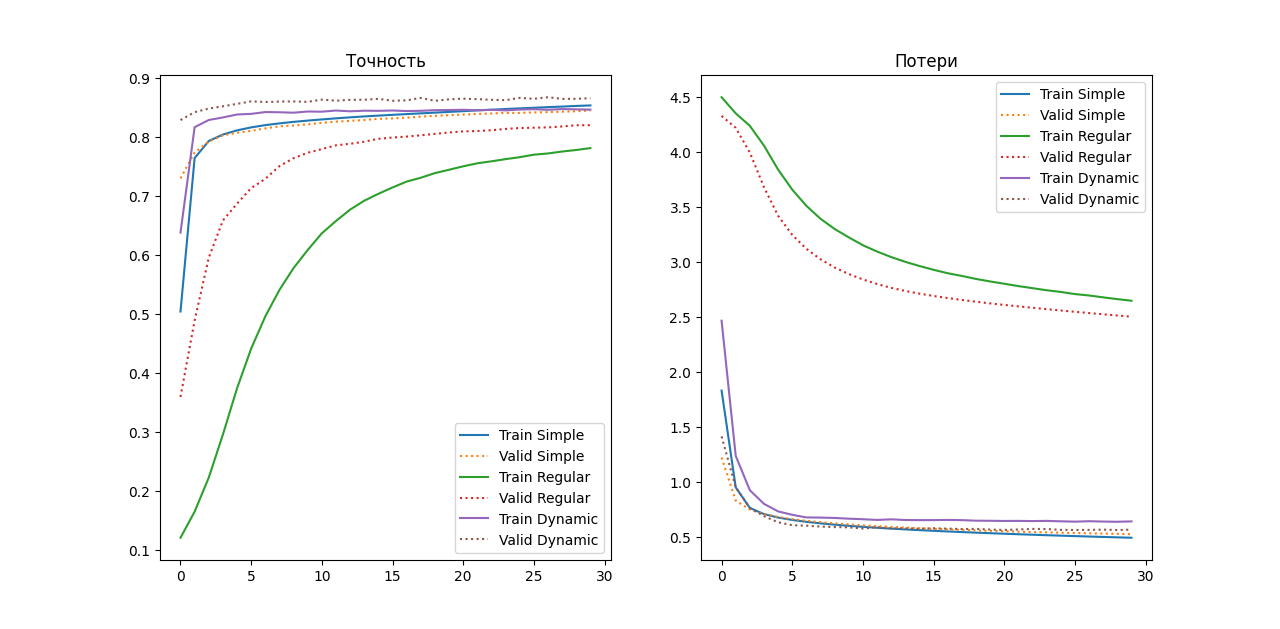 Точность
0.9
0.8
0.7
0.6
0.5
0.4
0.3
0.2
0.1
0 5 10 15 20 25 30
Train Simple
Valid Simple
Train Regular
Valid Regular
Train Dynamic
Valid Dynamic
Потери
4.5
4.0
3.5
3.0
2.5
2.0
1.5
1.0
0.5
0 5 10 15 20 25 30
Train Simple
Valid Simple
Train Regular
Valid Regular
Train Dynamic
Valid Dynamic